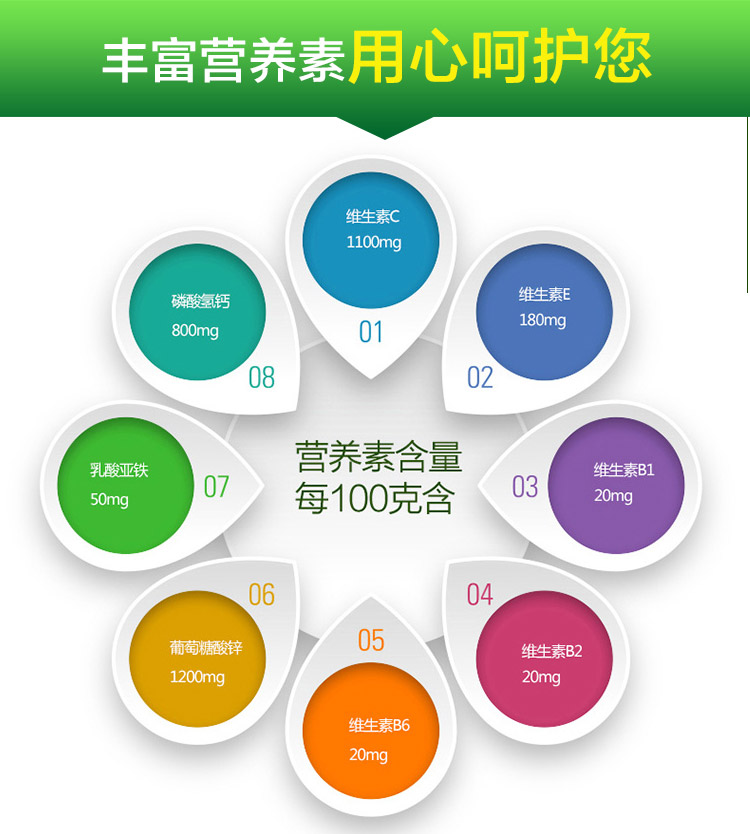 丰富营养素用心呵护您
维生素C
1100mg
01
维生素E
180mg
02
维生素B1
20mg
03
04
维生素B2
20mg
05
维生素B6
20mg
06
葡萄糖酸锌
1200mg
乳酸亚铁
50mg
07
磷酸氢钙
800mg
08
营养素含量
每100克含